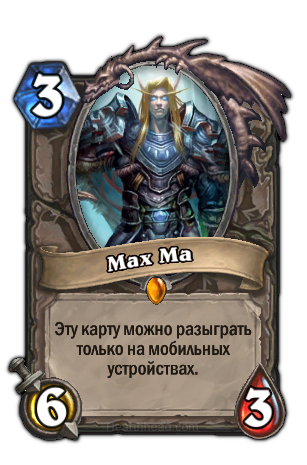 3
Max Ma
Эту карту можно разыграть
только на мобильных
устройствах.
6
3